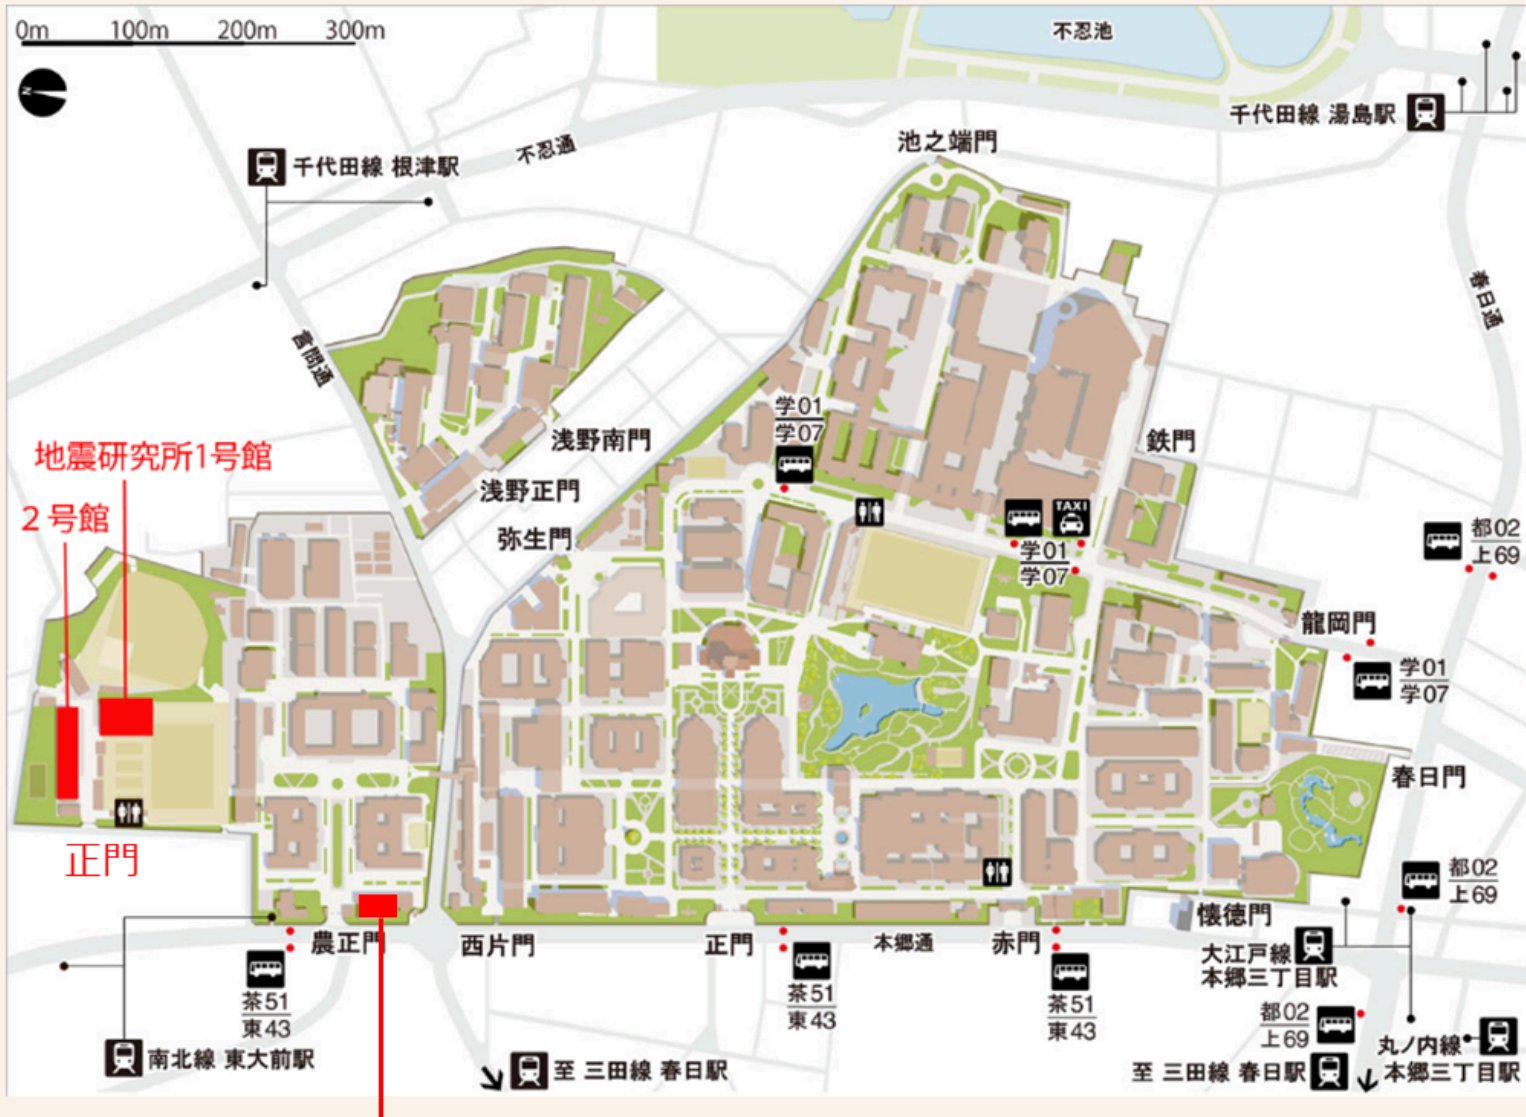 0m 100m 200m 300m
N
不忍池
千代田線 湯島駅
池之端門
不忍通
千代田線 根津駅
春日通
言問通
学01
学07
浅野南門
鉄門
地震研究所1号館
浅野正門
2号館
弥生門
TAXI
学01
学07
都02
上69
龍岡門
学01
学07
春日門
正門
都02
上69
懐徳門
農正門
西片門
正門
本郷通
赤門
大江戸線
本郷三丁目駅
茶51
東43
茶51
東43
茶51
東43
都02
上69
丸ノ内線
本郷三丁目駅
南北線 東大前駅
至 三田線 春日駅
至 三田線 春日駅